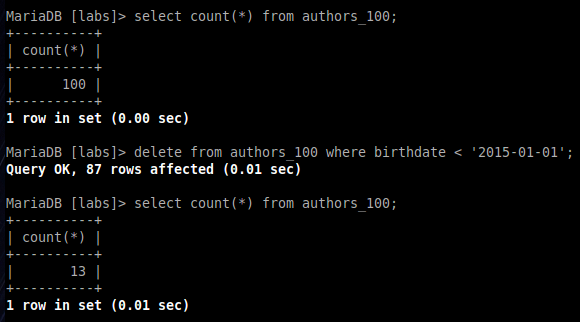 MariaDB [labs]> select count(*) from authors_100;
+----------+
| count(*) |
+----------+
|      100 |
+----------+
1 row in set (0.00 sec)

MariaDB [labs]> delete from authors_100 where birthdate < '2015-01-01';
Query OK, 87 rows affected (0.01 sec)

MariaDB [labs]> select count(*) from authors_100;
+----------+
| count(*) |
+----------+
|       13 |
+----------+
1 row in set (0.01 sec)